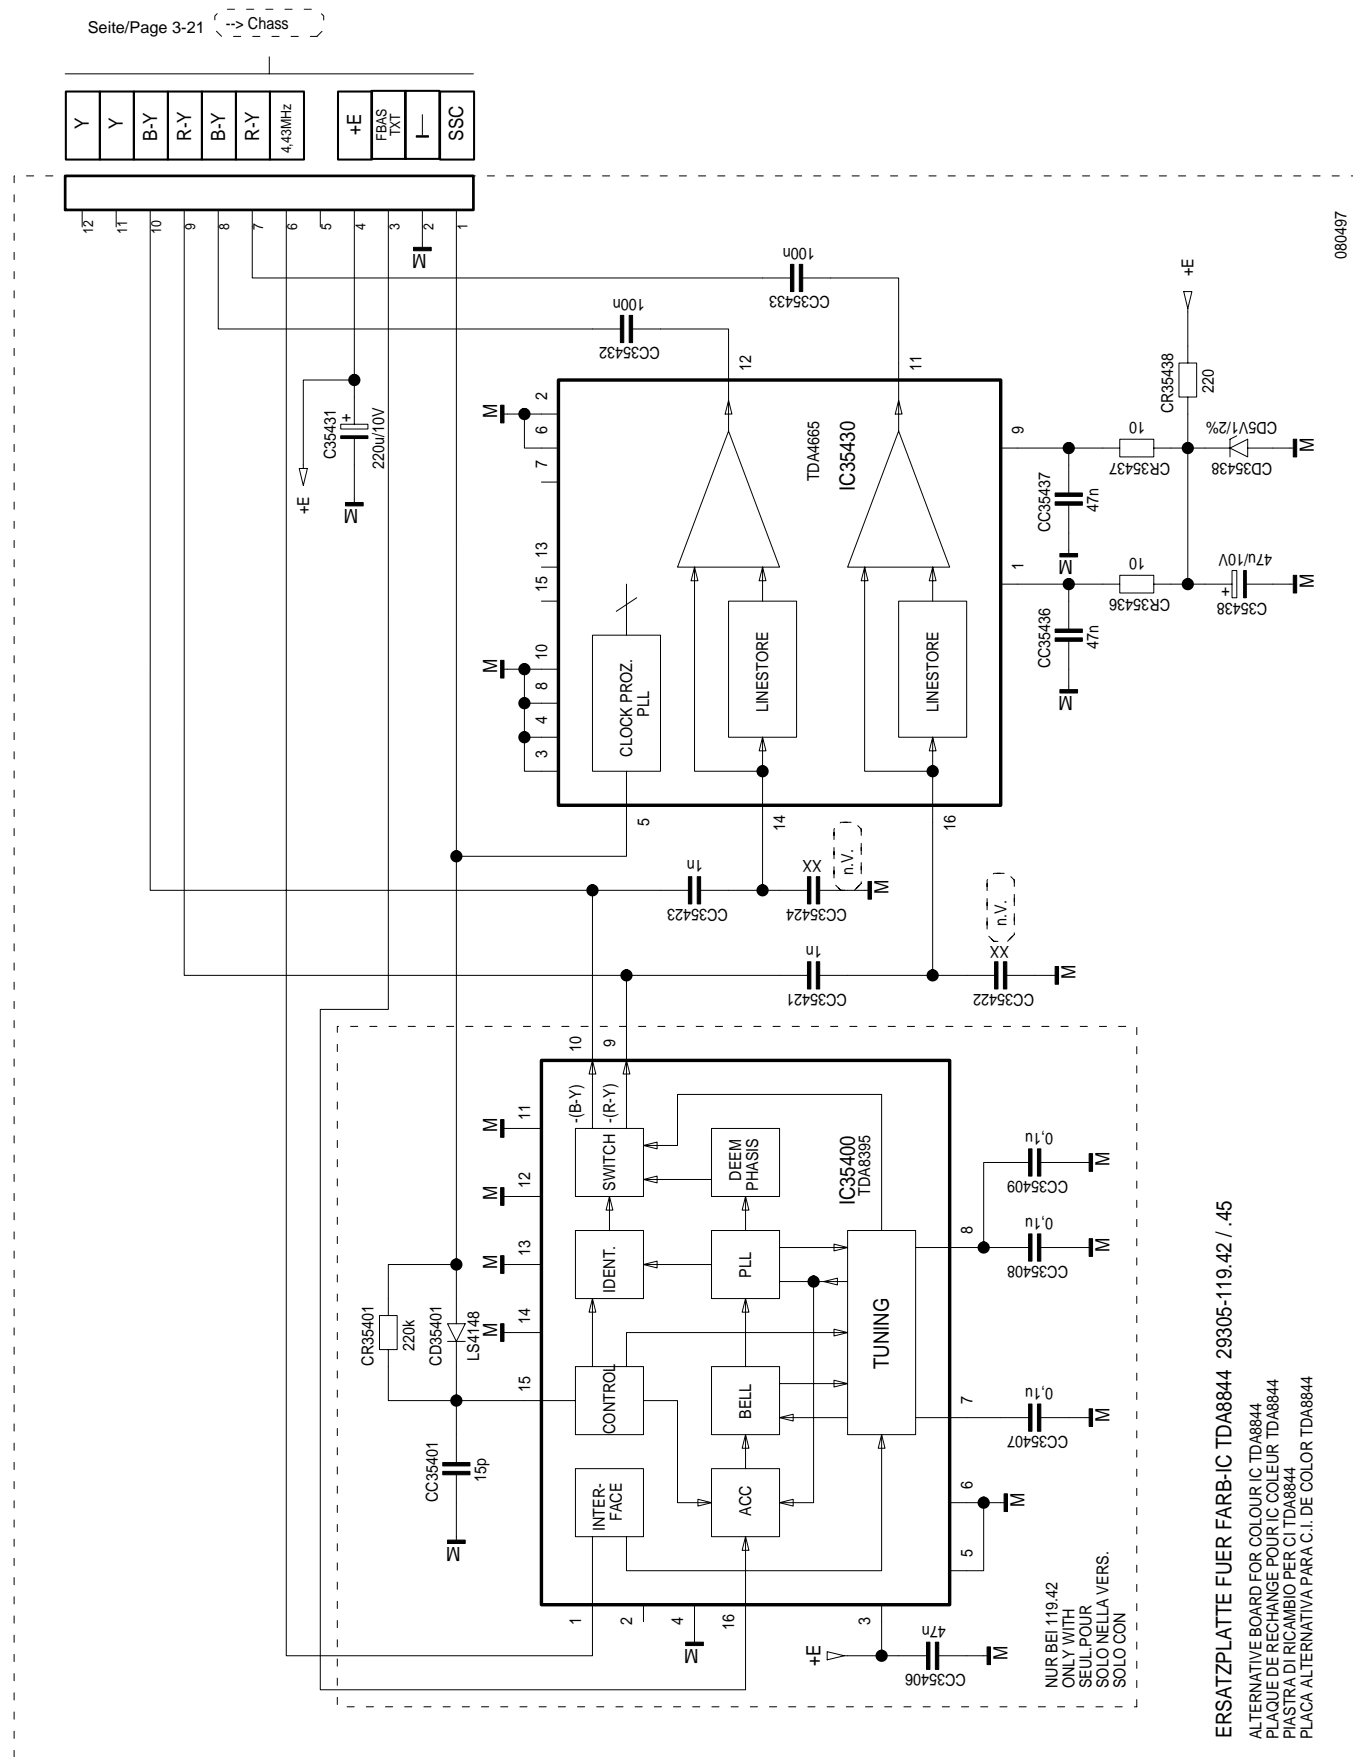 Seite/Page 3-21
--> Chass
Y
Y
B-Y
R-Y
B-Y
R-Y
4,43MHz
+E
FBAS
TXT
SSC
12
11
10
9
8
7
6
5
4
3
2
1
M
080497
+E
C35431
+
220u/10V
M
100n
CC35432
100n
CC35433
M
2
6
7
13
15
M
10
8
4
3
12
11
TDA4665
IC35430
CLOCK PROZ.
PLL
LINESTORE
LINESTORE
5
14
16
9
1
CC35437
47n
M
10
CR35437
CR35438
220
+E
CD5V1/2%
CD35438
M
CC35436
47n
M
10
CR35436
+
47u/10V
C35438
M
1n
CC35423
XX
CC35424
n.V.
M
1n
CC35421
XX
CC35422
n.V.
M
10
9
-(B-Y)
-(R-Y)
M
11
M
12
M
13
M
14
15
CR35401
220k
CD35401
LS4148
CC35401
15p
M
SWITCH
DEEM
PHASIS
IC35400
TDA8395
IDENT.
PLL
TUNING
CONTROL
BELL
INTER-
FACE
ACC
8
0,1u
CC35409
M
0,1u
CC35408
M
7
0,1u
CC35407
M
6
5
M
1
2
4
M
16
3
+E
47n
CC35406
M
NUR BEI 119.42
ONLY WITH
SEUL.POUR
SOLO NELLA VERS.
SOLO CON
ERSATZPLATTE FUER FARB-IC TDA8844 29305-119.42 / .45
ALTERNATIVE BOARD FOR COLOUR IC TDA8844
PLAQUE DE RECHANGE POUR IC COLEUR TDA8844
PIASTRA DI RICAMBIO PER CI TDA8844
PLACA ALTERNATIVA PARA C.I. DE COLOR TDA8844